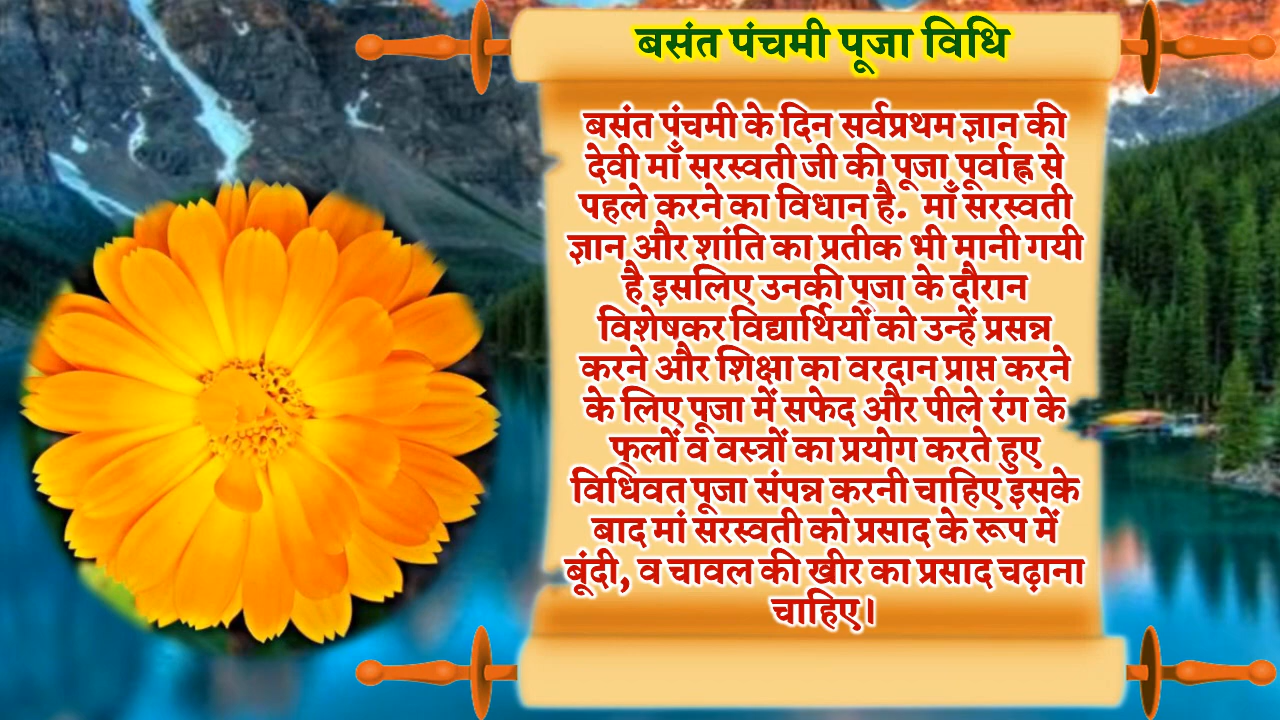 बसंत पंचमी पूजा विधि
बसंत पंचमी के दिन सर्वप्रथम ज्ञान की
देवी माँ सरस्वती जी की पूजा पूर्वाह्न से
पहले करने का विधान है. माँ सरस्वती
ज्ञान और शांति का प्रतीक भी मानी गयी
है इसलिए उनकी पूजा के दौरान
विशेषकर विद्यार्थियों को उन्हें प्रसन्न
करने और शिक्षा का वरदान प्राप्त करने
के लिए पूजा में सफेद और पीले रंग के
फूलों व वस्त्रों का प्रयोग करते हुए
विधिवत पूजा संपन्न करनी चाहिए इसके
बाद मां सरस्वती को प्रसाद के रूप में
बूंदी, व चावल की खीर का प्रसाद चढ़ाना
चाहिए।